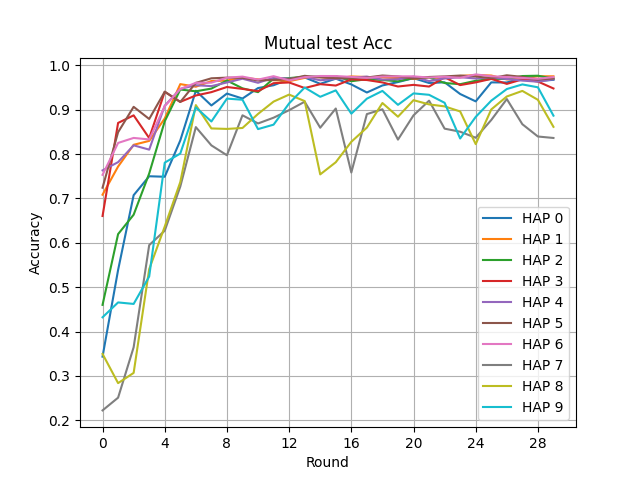 Mutual test Acc
1.0
0.9
0.8
0.7
0.6
0.5
0.4
0.3
0.2
Accuracy
0 4 8 12 16 20 24 28
Round
HAP 0
HAP 1
HAP 2
HAP 3
HAP 4
HAP 5
HAP 6
HAP 7
HAP 8
HAP 9